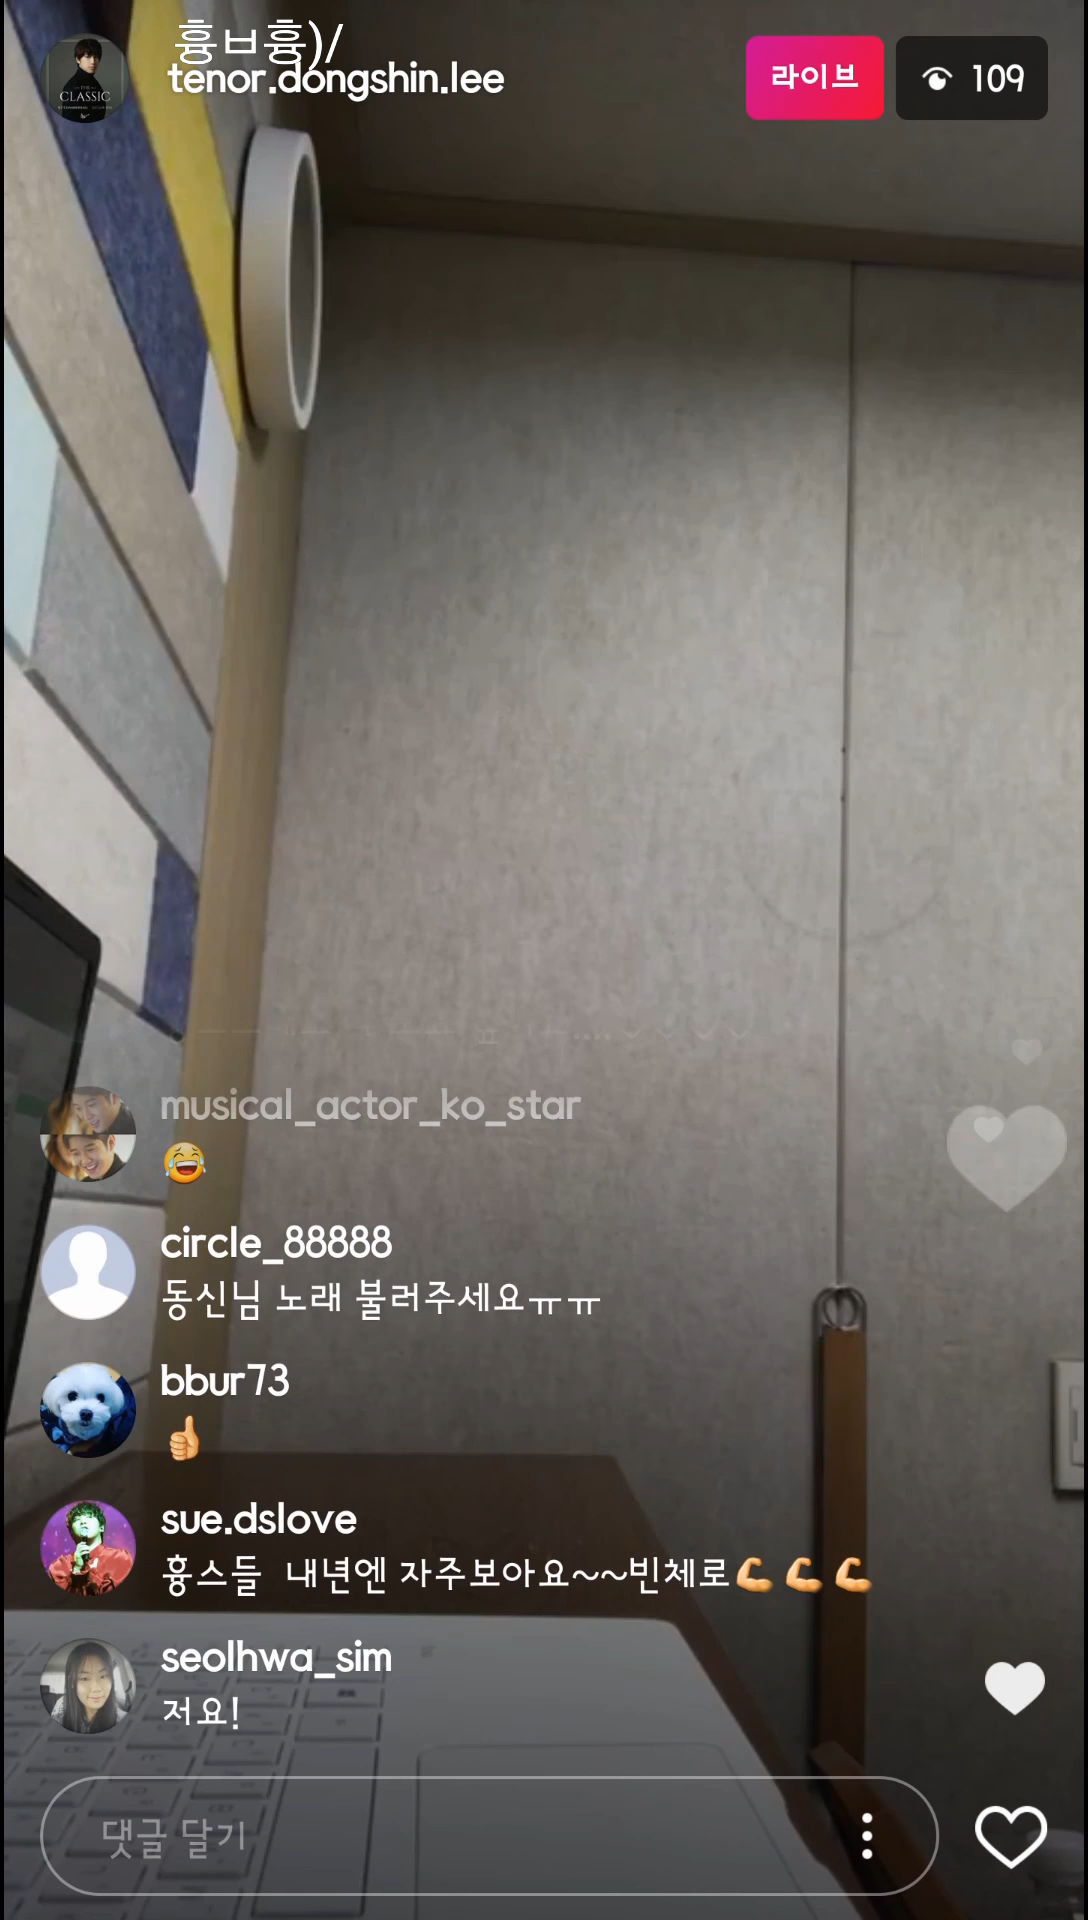 흉ㅂ흉)/
tenor.dongshin.lee
라이브
109
CLASSIC
musical_actor_ko_star
😂
circle_88888
동신님 노래 불러주세요ㅠㅠ
bbur73
👍
sue.dslove
흉스들 내년엔 자주보아요~~빈체로💪💪💪
seolhwa_sim
저요!
댓글 달기